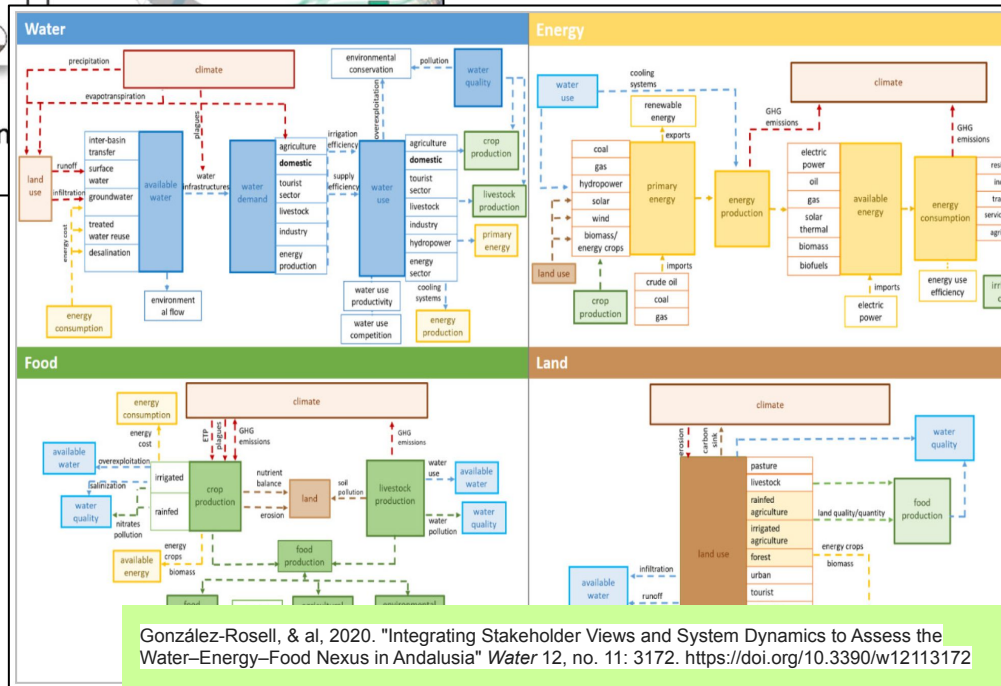 Water
precipitation
climate
evapotranspiration
plagues
land
use
runoff
infiltration
energy cost
inter-basin
transfer
surface
water
groundwater
treated
water reuse
desalination
available
water
water
infrastructures
environment
al flow
energy
consumption
water
demand
agriculture
domestic
tourist
sector
livestock
industry
energy
production
irrigation
efficiency
supply
efficiency
environmental
conservation
pollution
water
quality
overexploitation
water
use
agriculture
domestic
tourist
sector
livestock
industry
hydropower
energy
sector
cooling
systems
water use
productivity
water use
competition
crop
production
livestock
production
primary
energy
energy
production
Energy
water
use
cooling
systems
climate
renewable
energy
exports
GHG
emissions
GHG
emissions
coal
gas
hydropower
solar
wind
biomass/
energy crops
primary
energy
energy
production
electric
power
oil
gas
solar
thermal
biomass
biofuels
available
energy
energy
consumption
land use
crop
production
imports
crude oil
coal
gas
imports
electric
power
energy use
efficiency
Food
climate
energy
consumption
energy
cost
ETP
plagues
GHG
emissions
GHG
emissions
available
water
overexploitation
salinization
water
quality
nitrates
pollution
irrigated
rainfed
crop
production
nutrient
balance
erosion
land
soil
pollution
livestock
production
water
use
available
water
water
pollution
water
quality
energy
crops
biomass
available
energy
food
production
Land
climate
erosion
carbon
sink
water
quality
land use
pasture
livestock
rainfed
agriculture
irrigated
agriculture
forest
urban
tourist
land quality/quantity
food
production
energy crops
biomass
infiltration
runoff
available
water
González-Rosell, & al, 2020. "Integrating Stakeholder Views and System Dynamics to Assess the
Water–Energy–Food Nexus in Andalusia" Water 12, no. 11: 3172. https://doi.org/10.3390/w12113172